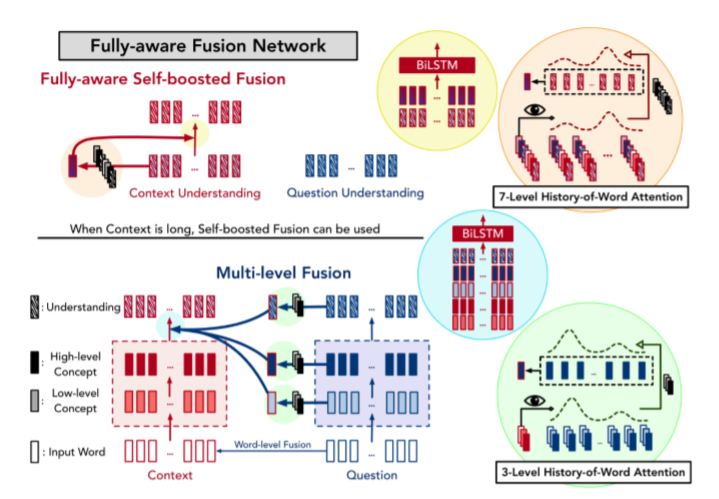 Fully-aware Fusion Network
Fully-aware Self-boosted Fusion
BiLSTM
...
...
...
...
...
Context Understanding
Question Understanding
7-Level History-of-Word Attention
When Context is long, Self-boosted Fusion can be used
BiLSTM
...
Multi-level Fusion
: Understanding
...
...
: High-level
Concept
...
...
: Low-level
Concept
...
...
...
...
: Input Word
...
Word-level Fusion
...
Context
Question
3-Level History-of-Word Attention